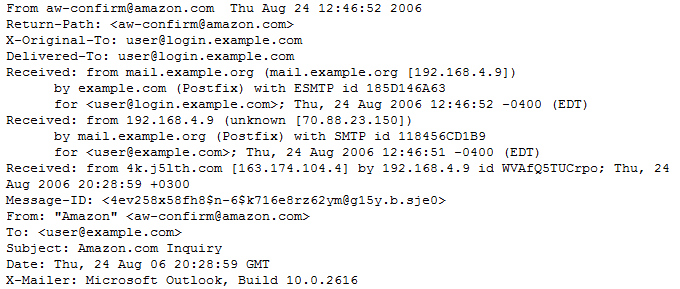 From aw-confirm@amazon.com  Thu Aug 24 12:46:52 2006
Return-Path: <aw-confirm@amazon.com>
X-Original-To: user@login.example.com
Delivered-To: user@login.example.com
Received: from mail.example.org (mail.example.org [192.168.4.9])
      by example.com (Postfix) with ESMTP id 185D146A63
      for <user@login.example.com>; Thu, 24 Aug 2006 12:46:52 -0400 (EDT)
Received: from 192.168.4.9 (unknown [70.88.23.150])
      by mail.example.org (Postfix) with SMTP id 118456CD1B9
      for <user@example.com>; Thu, 24 Aug 2006 12:46:51 -0400 (EDT)
Received: from 4k.j5lth.com [163.174.104.4] by 192.168.4.9 id WVAfQ5TUCrpo; Thu, 24
Aug 2006 20:28:59 +0300
Message-ID: <4ev258x58fh8$n-6$k716e8rz62ym@g15y.b.sje0>
From: "Amazon" <aw-confirm@amazon.com>
To: <user@example.com>
Subject: Amazon.com Inquiry
Date: Thu, 24 Aug 06 20:28:59 GMT
X-Mailer: Microsoft Outlook, Build 10.0.2616